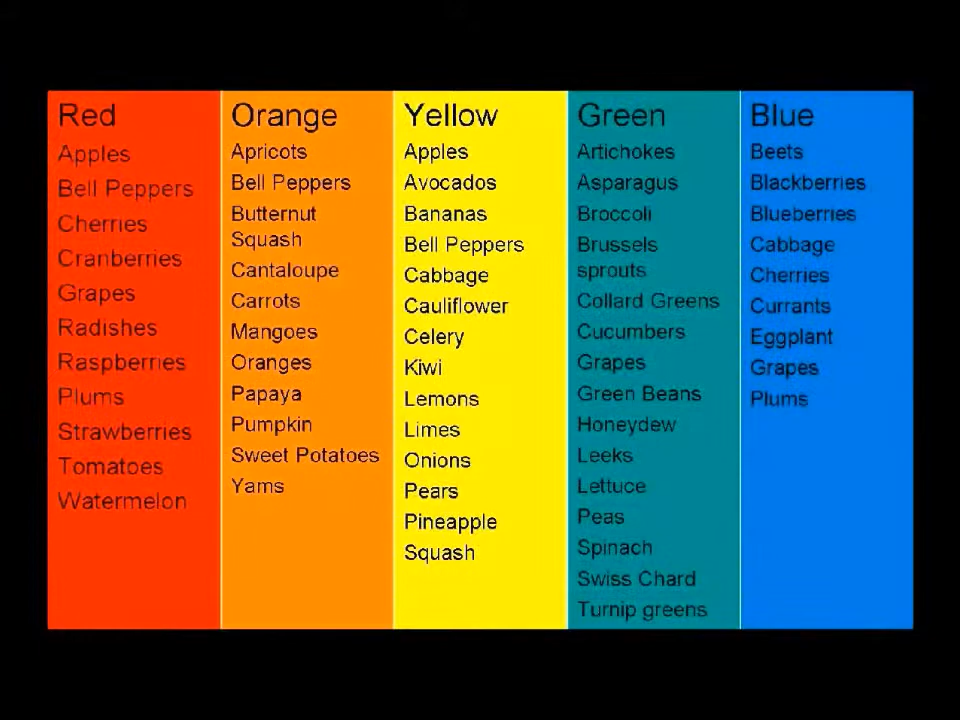 Red
Apples
Bell Peppers
Cherries
Cranberries
Grapes
Radishes
Raspberries
Plums
Strawberries
Tomatoes
Watermelon
Orange
Apricots
Bell Peppers
Butternut
Squash
Cantaloupe
Carrots
Mangoes
Oranges
Papaya
Pumpkin
Sweet Potatoes
Yams
Yellow
Apples
Avocados
Bananas
Bell Peppers
Cabbage
Cauliflower
Celery
Kiwi
Lemons
Limes
Onions
Pears
Pineapple
Squash
Green
Artichokes
Asparagus
Broccoli
Brussels
sprouts
Collard Greens
Cucumbers
Grapes
Green Beans
Honeydew
Leeks
Lettuce
Peas
Spinach
Swiss Chard
Turnip greens
Blue
Beets
Blackberries
Blueberries
Cabbage
Cherries
Currants
Eggplant
Grapes
Plums